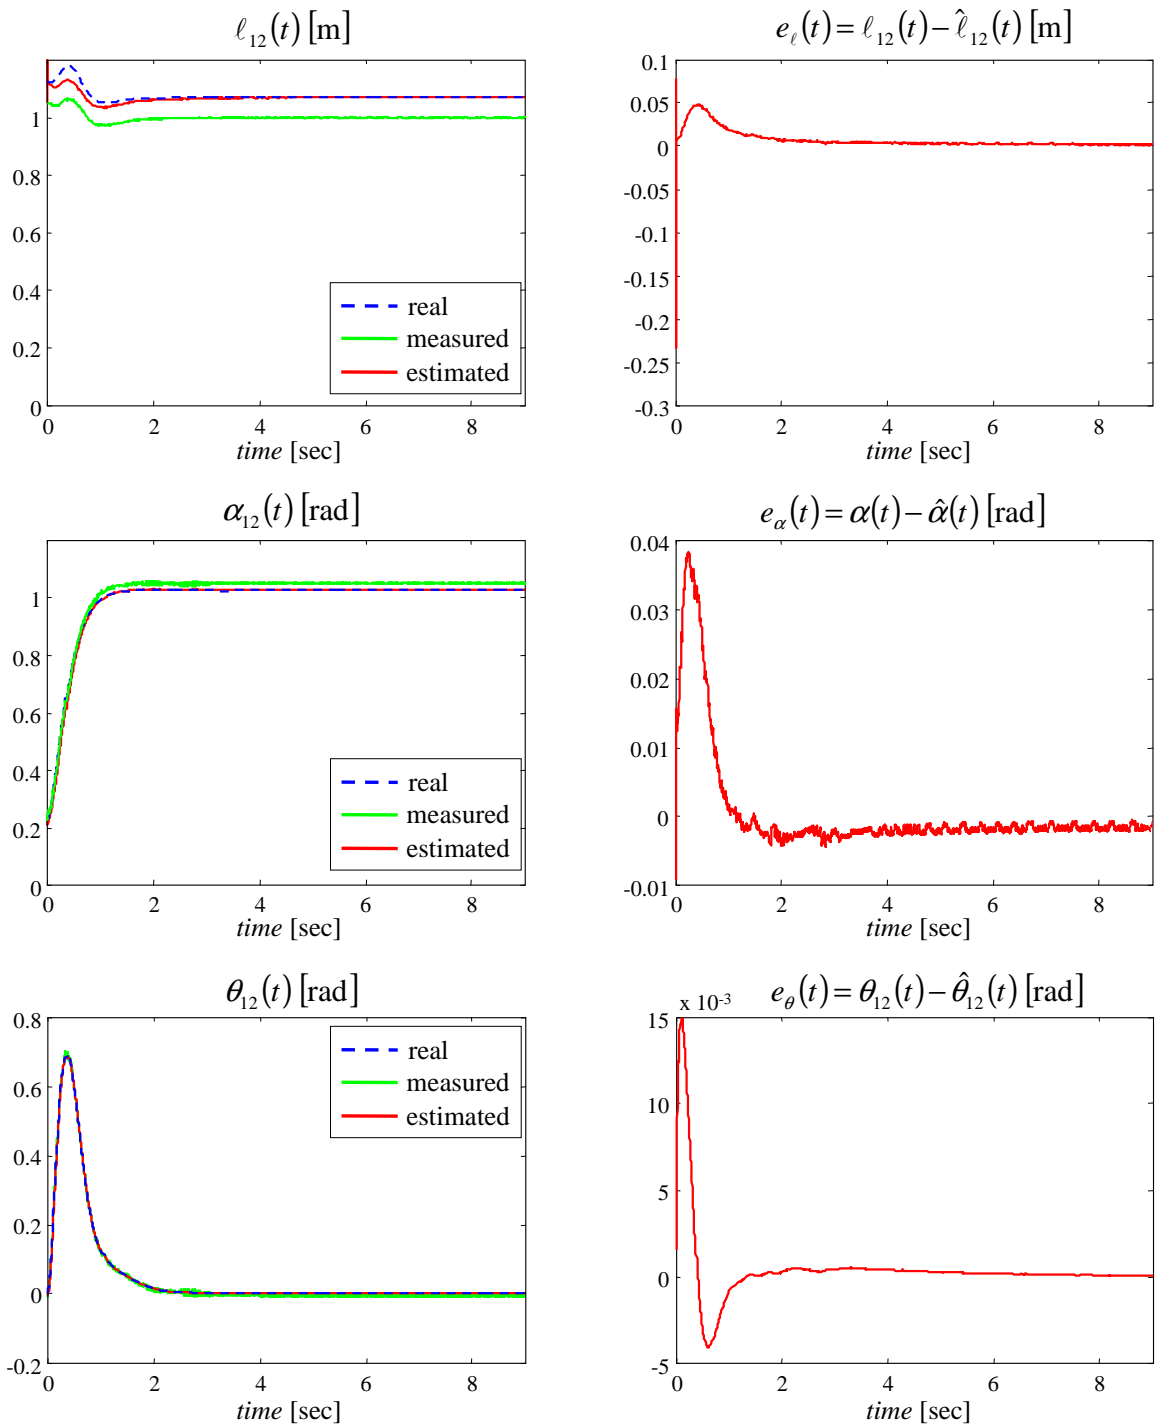 ℓ₁₂(t) [m]
1
0.8
0.6
0.4
0.2
0
real
measured
estimated
0 2 4 6 8
time [sec]
e_ℓ(t) = ℓ₁₂(t) − ℓ̂₁₂(t) [m]
0.1
0.05
0
-0.05
-0.1
-0.15
-0.2
-0.25
-0.3
0 2 4 6 8
time [sec]
α₁₂(t) [rad]
1
0.8
0.6
0.4
0.2
0
real
measured
estimated
0 2 4 6 8
time [sec]
e_α(t) = α(t) − α̂(t) [rad]
0.04
0.03
0.02
0.01
0
-0.01
0 2 4 6 8
time [sec]
θ₁₂(t) [rad]
0.8
0.6
0.4
0.2
0
-0.2
real
measured
estimated
0 2 4 6 8
time [sec]
e_θ(t) = θ₁₂(t) − θ̂₁₂(t) [rad]
x 10⁻³
15
10
5
0
-5
0 2 4 6 8
time [sec]